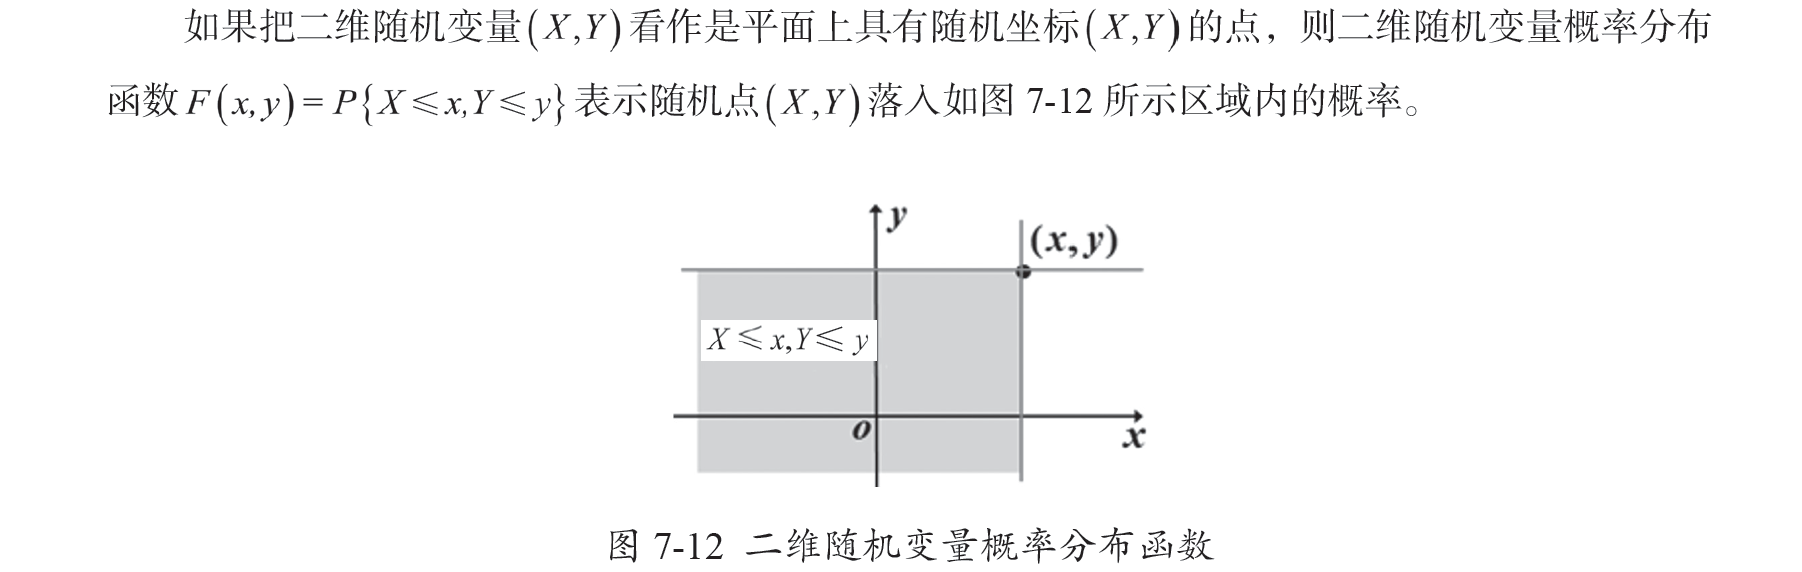 如果把二维随机变量(X,Y)看作是平面上具有随机坐标(X,Y)的点，则二维随机变量概率分布
函数F(x,y)=P{X⩽x,Y⩽y}表示随机点(X,Y)落入如图 7-12 所示区域内的概率。
y
(x,y)
X⩽x,Y⩽y
o
x
图 7-12 二维随机变量概率分布函数